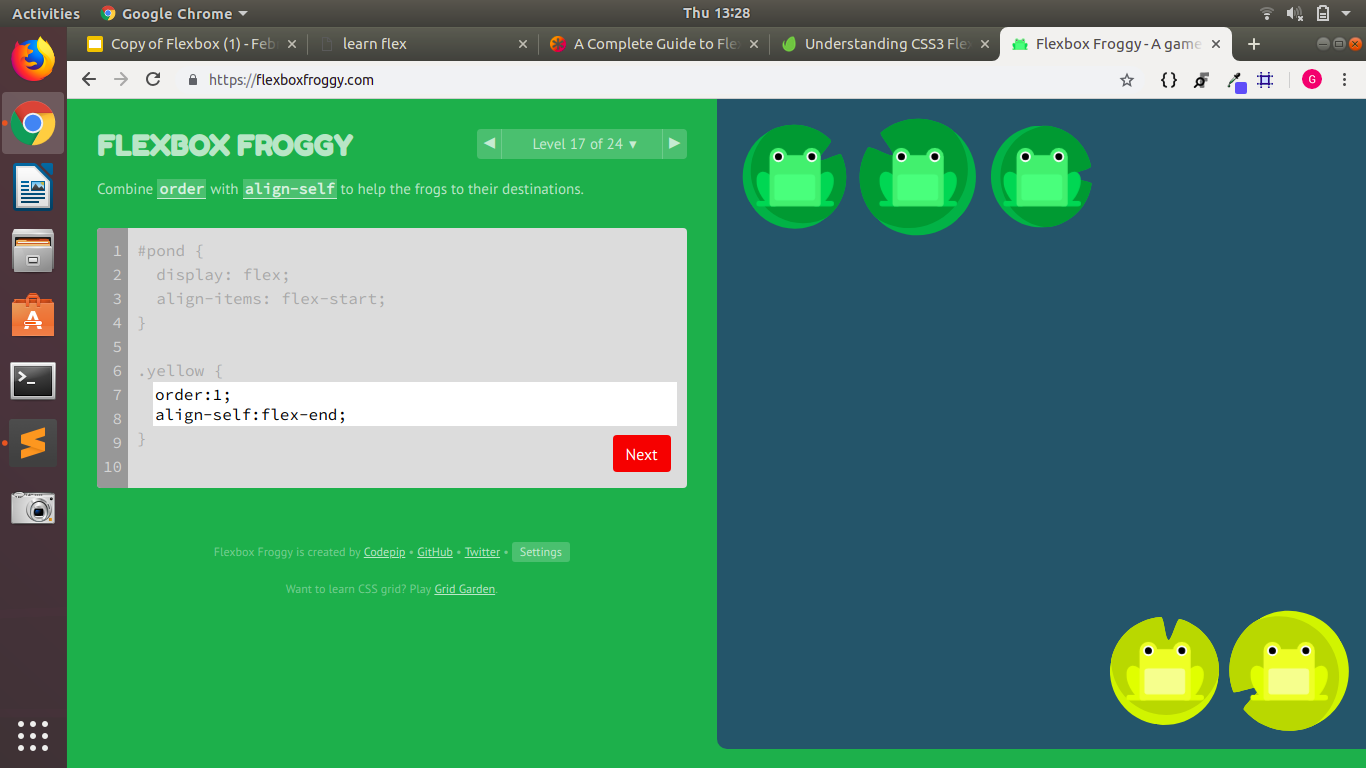 Activities
Google Chrome
Thu 13:28
Copy of Flexbox (1) - Feb
learn flex
A Complete Guide to Fle
Understanding CSS3 Flex
Flexbox Froggy - A game
https://flexboxfroggy.com
G
FLEXBOX FROGGY
Level 17 of 24 ▾
Combine order with align-self to help the frogs to their destinations.
1 #pond {
2 display: flex;
3 align-items: flex-start;
4 }
5
6 .yellow {
7 order:1;
8 align-self:flex-end;
9 }
10
Next
Flexbox Froggy is created by Codepip • GitHub • Twitter • Settings
Want to learn CSS grid? Play Grid Garden.